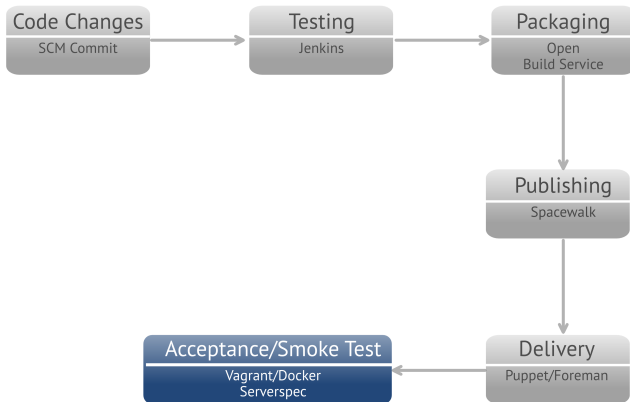 Code Changes
SCM Commit
Testing
Jenkins
Packaging
Open
Build Service
Publishing
Spacewalk
Delivery
Puppet/Foreman
Acceptance/Smoke Test
Vagrant/Docker
Serverspec